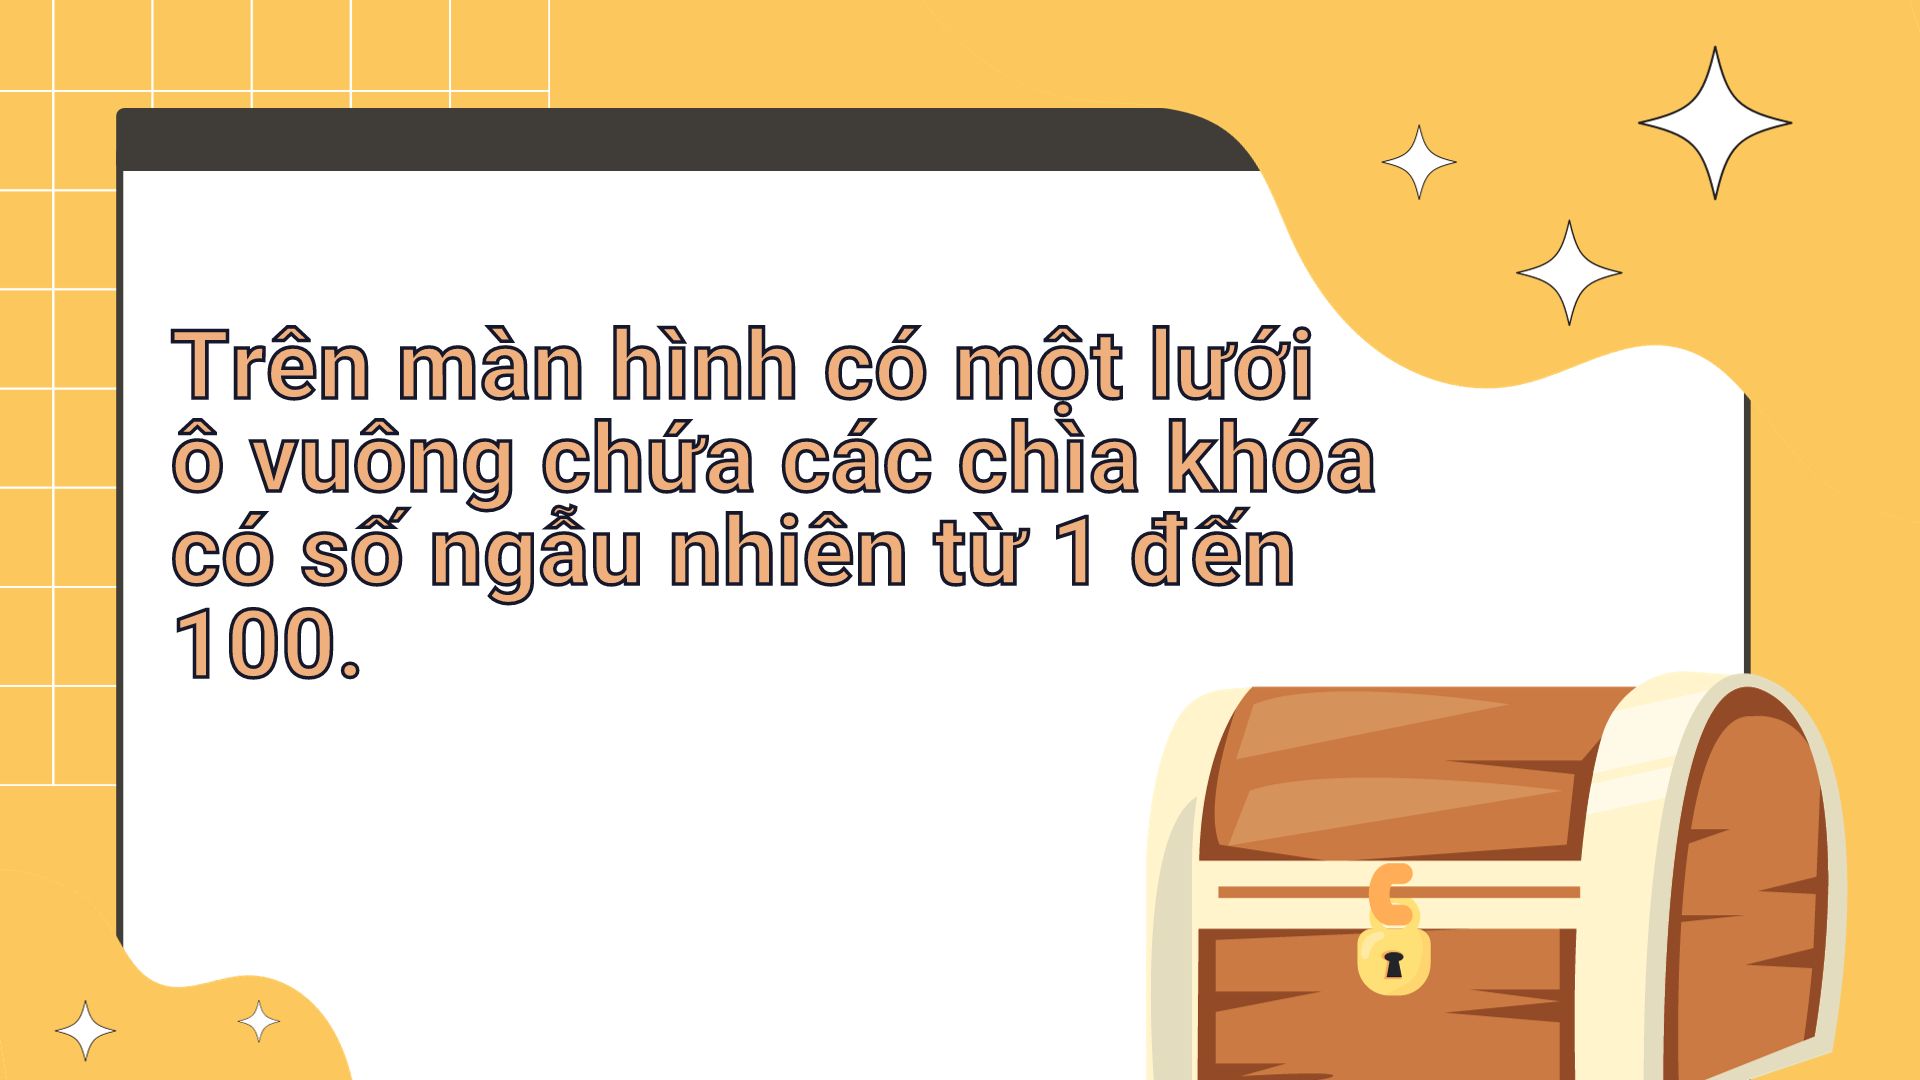 Trên màn hình có một lưới
ô vuông chứa các chìa khóa
có số ngẫu nhiên từ 1 đến
100.